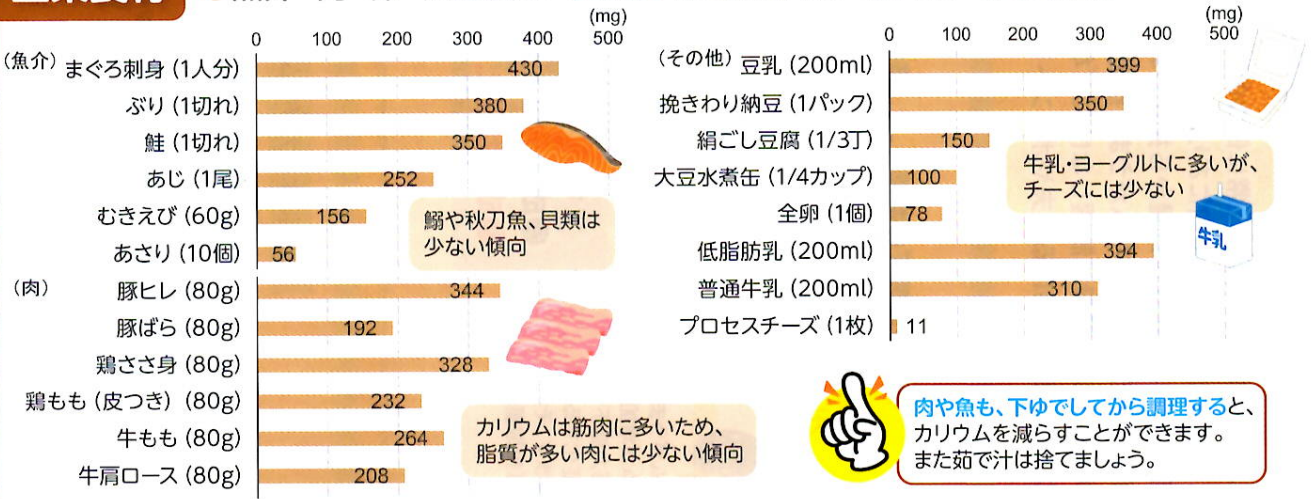 (mg)
0 100 200 300 400 500
(魚介) まぐろ刺身 (1人分) 430
ぶり (1切れ) 380
鮭 (1切れ) 350
あじ (1尾) 252
むきえび (60g) 156
あさり (10個) 56
鰯や秋刀魚、貝類は
少ない傾向
(肉) 豚ヒレ (80g) 344
豚ばら (80g) 192
鶏ささ身 (80g) 328
鶏もも (皮つき) (80g) 232
牛もも (80g) 264
牛肩ロース (80g) 208
カリウムは筋肉に多いため、
脂質が多い肉には少ない傾向
(mg)
0 100 200 300 400 500
(その他) 豆乳 (200ml) 399
挽きわり納豆 (1パック) 350
絹ごし豆腐 (1/3丁) 150
大豆水煮缶 (1/4カップ) 100
全卵 (1個) 78
低脂肪乳 (200ml) 394
普通牛乳 (200ml) 310
プロセスチーズ (1枚) 11
牛乳・ヨーグルトに多いが、
チーズには少ない
牛乳
肉や魚も、下ゆでしてから調理すると、
カリウムを減らすことができます。
また茹で汁は捨てましょう。